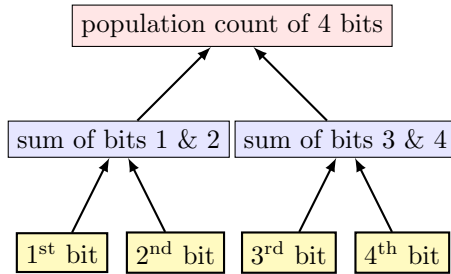 population count of 4 bits
sum of bits 1 & 2
sum of bits 3 & 4
1st bit
2nd bit
3rd bit
4th bit